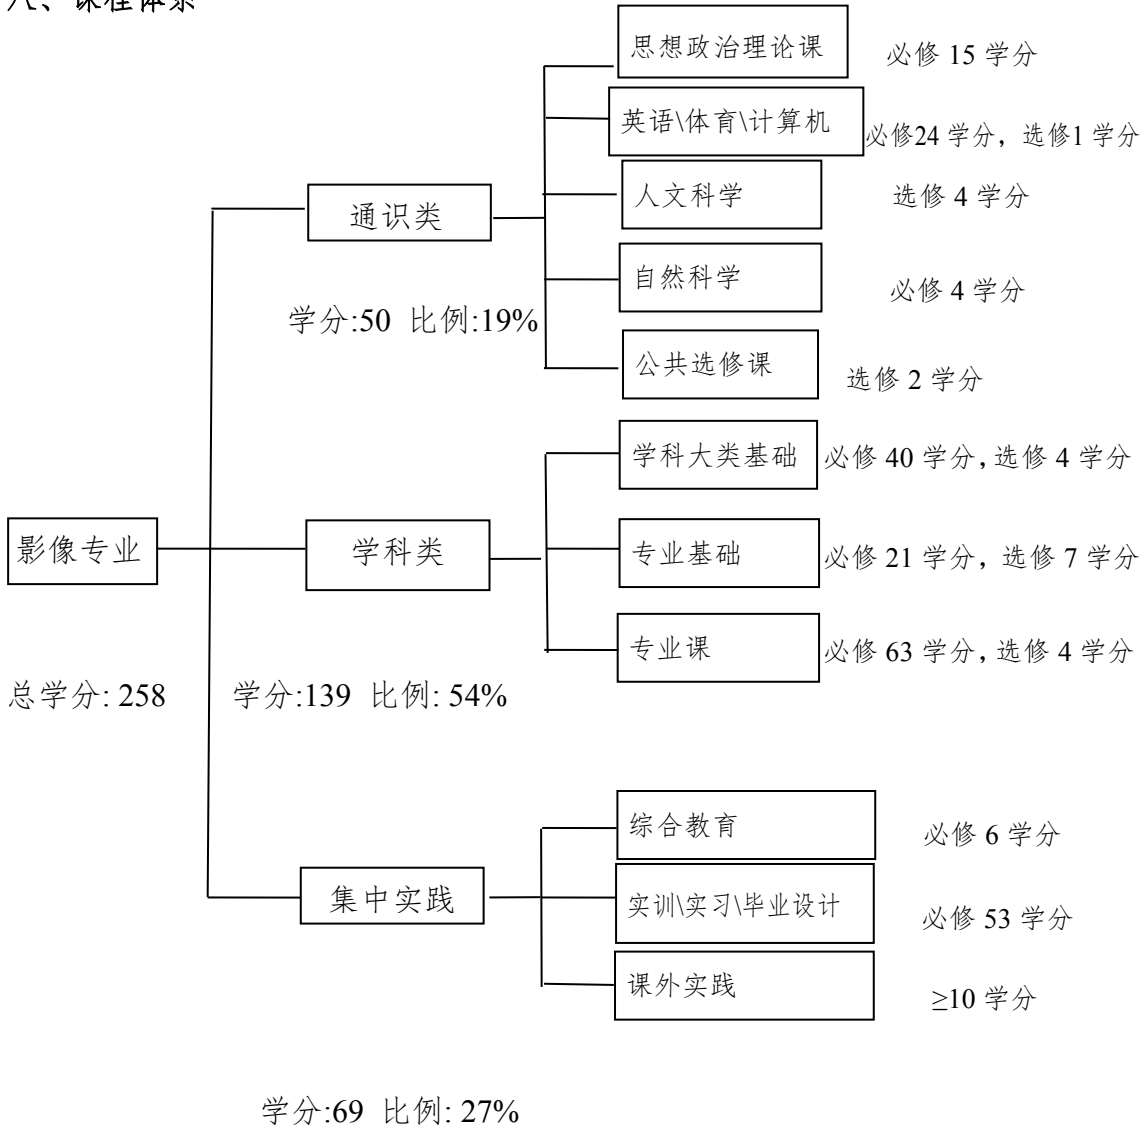 八、课程体系
思想政治理论课 必修 15 学分
英语\体育\计算机 必修24 学分，选修1 学分
人文科学 选修 4 学分
通识类
自然科学 必修 4 学分
学分:50 比例:19%
公共选修课 选修 2 学分
学科大类基础 必修 40 学分，选修 4 学分
影像专业 学科类 专业基础 必修 21 学分，选修 7 学分
专业课 必修 63 学分，选修 4 学分
总学分: 258 学分:139 比例: 54%
综合教育 必修 6 学分
集中实践 实训\实习\毕业设计 必修 53 学分
课外实践 ≥10 学分
学分:69 比例: 27%